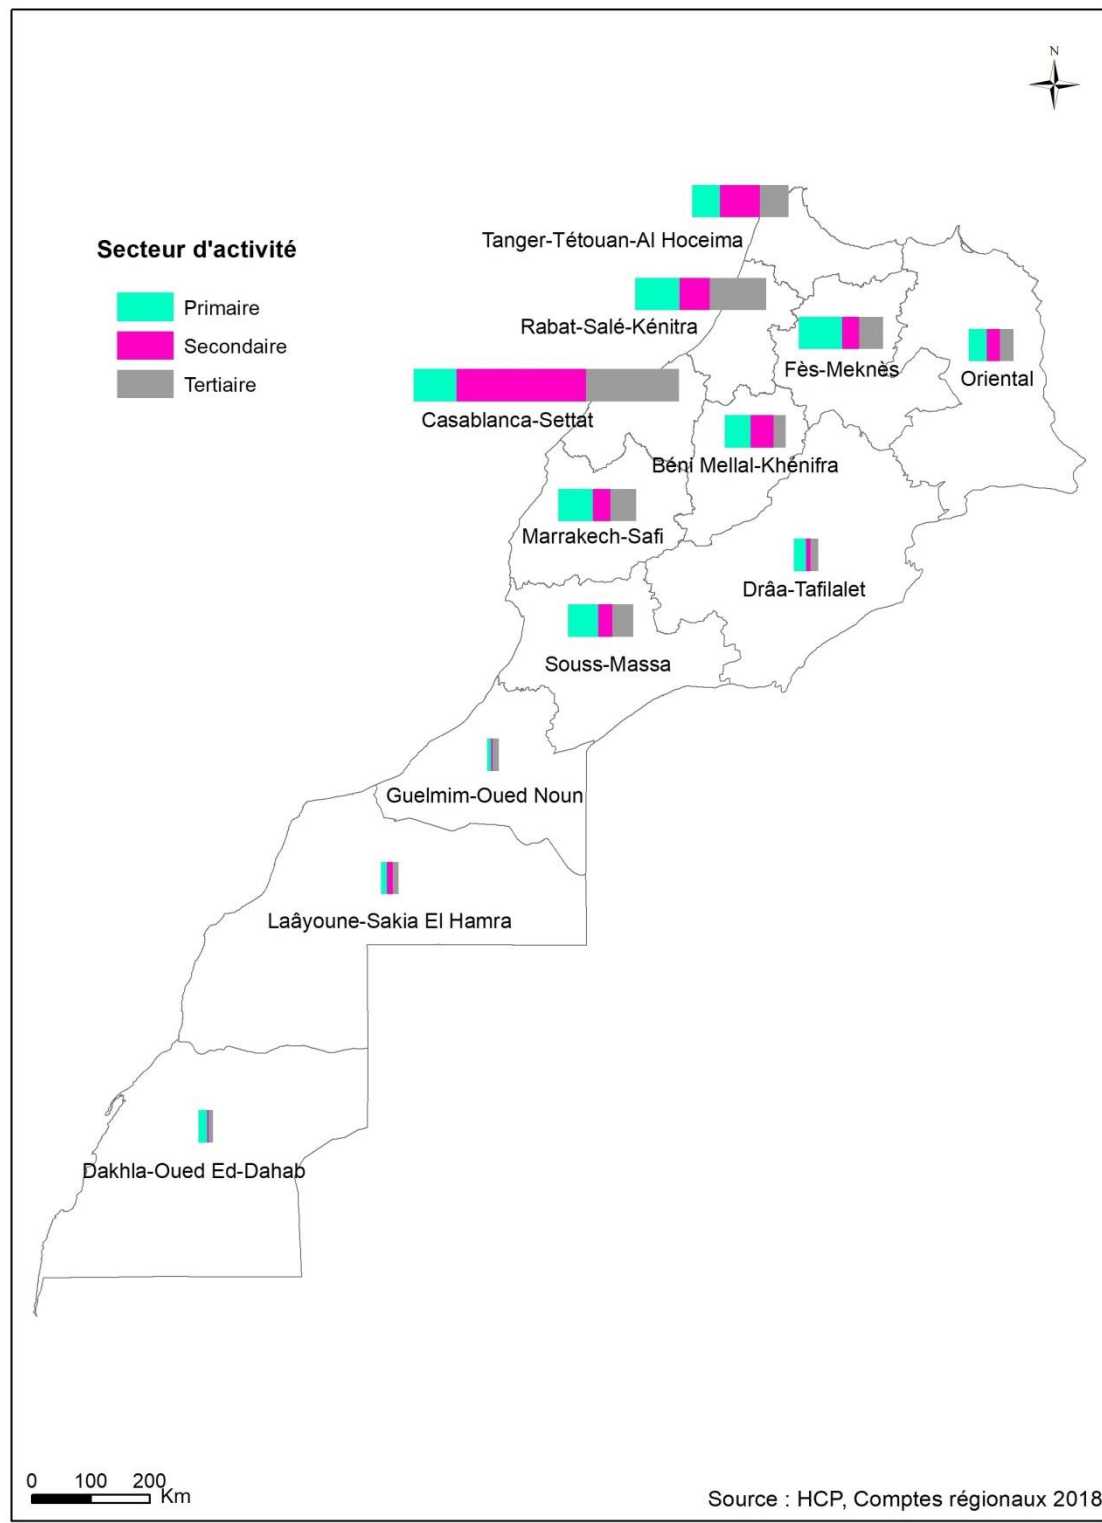 N
Secteur d'activité
Primaire
Secondaire
Tertiaire
Tanger-Tétouan-Al Hoceima
Rabat-Salé-Kénitra
Fès-Meknès
Oriental
Casablanca-Settat
Béni Mellal-Khénifra
Marrakech-Safi
Drâa-Tafilalet
Souss-Massa
Guelmim-Oued Noun
Laâyoune-Sakia El Hamra
Dakhla-Oued Ed-Dahab
0 100 200
Km
Source : HCP, Comptes régionaux 2018